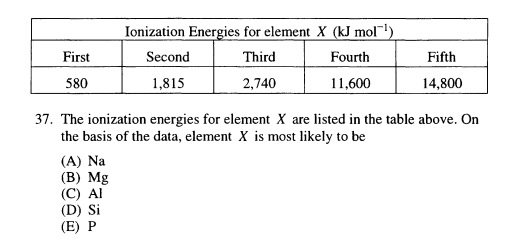 Ionization Energies for element X (kJ mol⁻¹)
First Second Third Fourth Fifth
580 1,815 2,740 11,600 14,800
37. The ionization energies for element X are listed in the table above. On
the basis of the data, element X is most likely to be
(A) Na
(B) Mg
(C) Al
(D) Si
(E) P